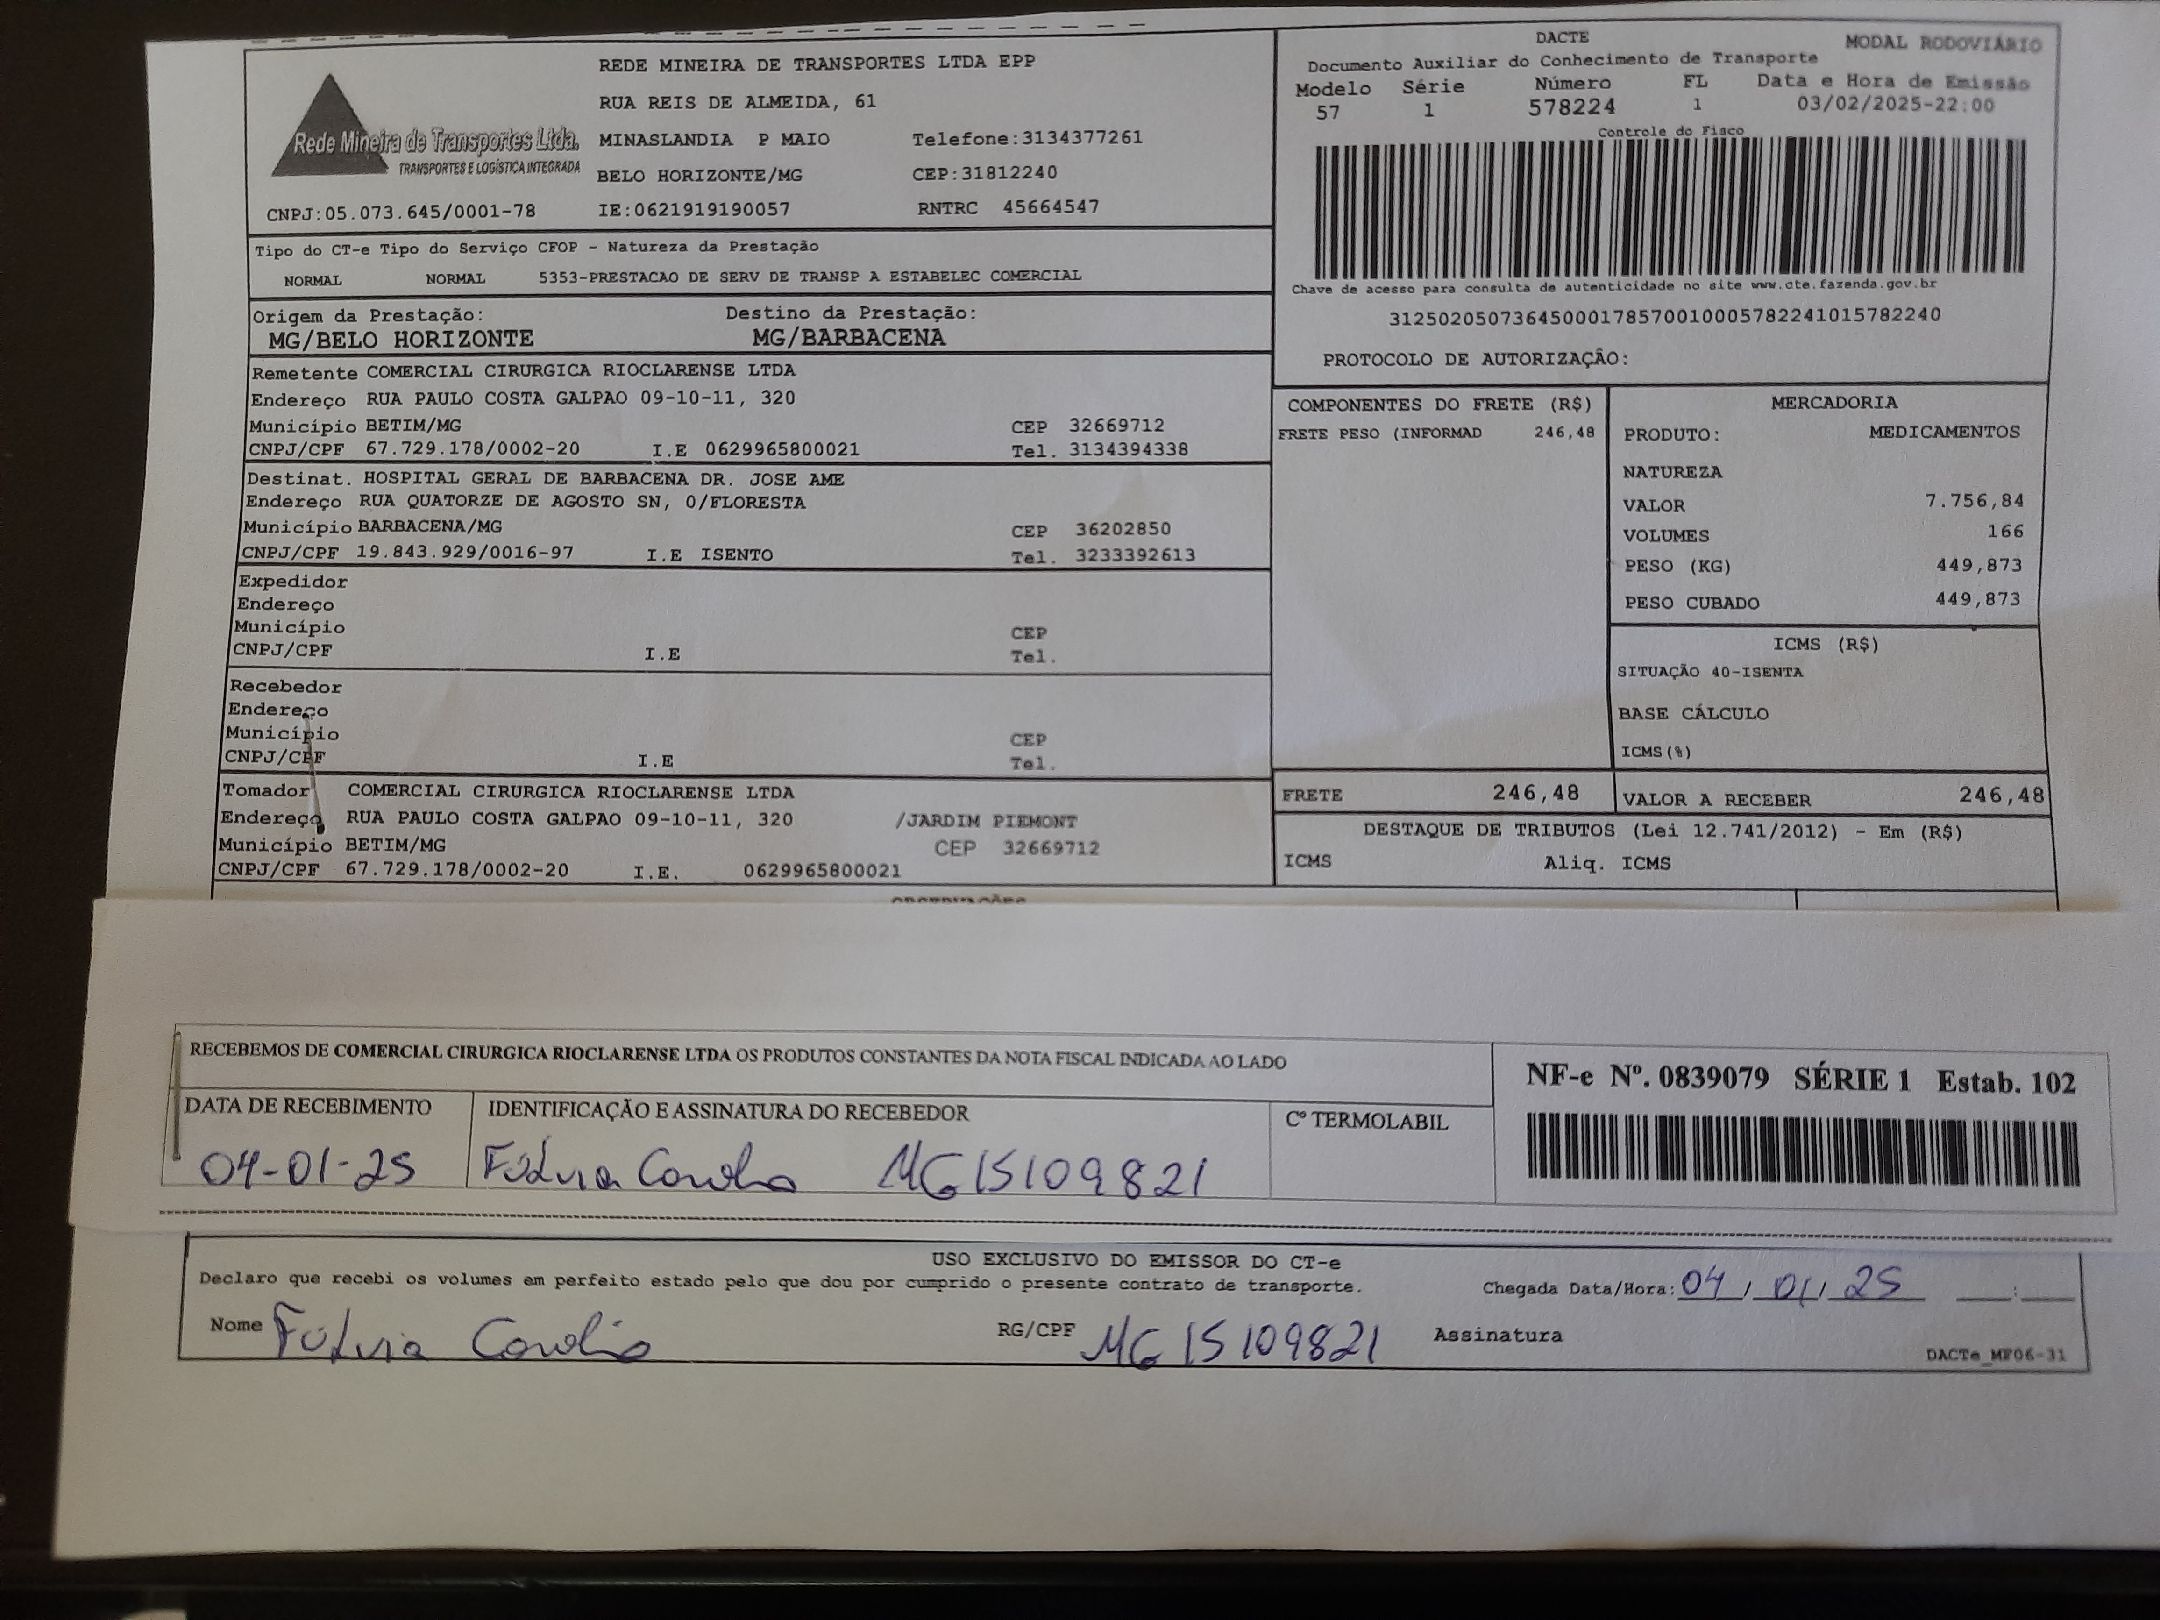 DACTE MODAL RODOVIÁRIO
Documento Auxiliar do Conhecimento de Transporte
Modelo Série Número FL Data e Hora de Emissão
57 1 578224 1 03/02/2025-22:00
Controle do Fisco
Chave de acesso para consulta de autenticidade no site www.cte.fazenda.gov.br
31250205073645000178570010005782241015782240
PROTOCOLO DE AUTORIZAÇÃO:
Rede Mineira de Transportes Ltda.
TRANSPORTES E LOGÍSTICA INTEGRADA
REDE MINEIRA DE TRANSPORTES LTDA EPP
RUA REIS DE ALMEIDA, 61
MINASLANDIA P MAIO Telefone:3134377261
BELO HORIZONTE/MG CEP:31812240
CNPJ:05.073.645/0001-78 IE:0621919190057 RNTRC 45664547
Tipo do CT-e Tipo do Serviço CFOP - Natureza da Prestação
NORMAL NORMAL 5353-PRESTACAO DE SERV DE TRANSP A ESTABELEC COMERCIAL
Origem da Prestação: Destino da Prestação:
MG/BELO HORIZONTE MG/BARBACENA
Remetente COMERCIAL CIRURGICA RIOCLARENSE LTDA
Endereço RUA PAULO COSTA GALPAO 09-10-11, 320
Município BETIM/MG CEP 32669712
CNPJ/CPF 67.729.178/0002-20 I.E 0629965800021 Tel. 3134394338
Destinat. HOSPITAL GERAL DE BARBACENA DR. JOSE AME
Endereço RUA QUATORZE DE AGOSTO SN, 0/FLORESTA
Município BARBACENA/MG CEP 36202850
CNPJ/CPF 19.843.929/0016-97 I.E ISENTO Tel. 3233392613
Expedidor
Endereço
Município CEP
CNPJ/CPF I.E Tel.
Recebedor
Endereço
Município CEP
CNPJ/CPF I.E Tel.
Tomador COMERCIAL CIRURGICA RIOCLARENSE LTDA
Endereço RUA PAULO COSTA GALPAO 09-10-11, 320 /JARDIM PIEMONT
Município BETIM/MG CEP 32669712
CNPJ/CPF 67.729.178/0002-20 I.E. 0629965800021
COMPONENTES DO FRETE (R$)
FRETE PESO (INFORMAD 246,48
MERCADORIA
PRODUTO: MEDICAMENTOS
NATUREZA
VALOR 7.756,84
VOLUMES 166
PESO (KG) 449,873
PESO CUBADO 449,873
ICMS (R$)
SITUAÇÃO 40-ISENTA
BASE CÁLCULO
ICMS(%)
FRETE 246,48 VALOR A RECEBER 246,48
DESTAQUE DE TRIBUTOS (Lei 12.741/2012) - Em (R$)
ICMS Aliq. ICMS
RECEBEMOS DE COMERCIAL CIRURGICA RIOCLARENSE LTDA OS PRODUTOS CONSTANTES DA NOTA FISCAL INDICADA AO LADO
NF-e Nº. 0839079 SÉRIE 1 Estab. 102
DATA DE RECEBIMENTO IDENTIFICAÇÃO E ASSINATURA DO RECEBEDOR Cº TERMOLABIL
04-01-25 MG15109821
USO EXCLUSIVO DO EMISSOR DO CT-e
Declaro que recebi os volumes em perfeito estado pelo que dou por cumprido o presente contrato de transporte. Chegada Data/Hora: 04/01/25 __:__
Nome RG/CPF MG15109821 Assinatura
DACTe_MF06-31